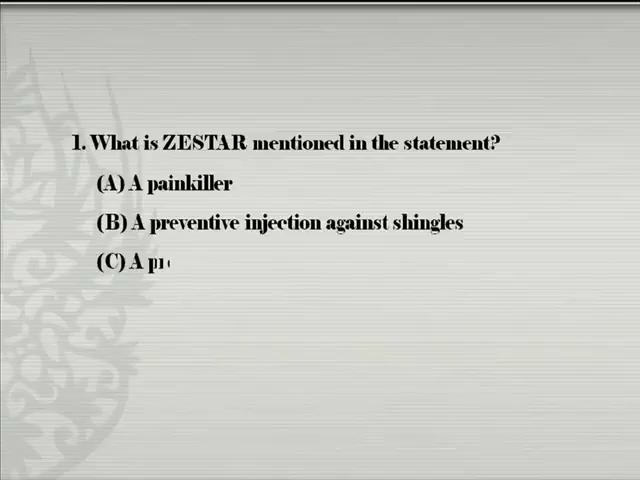 1. What is ZESTAR mentioned in the statement?
(A) A painkiller
(B) A preventive injection against shingles
(C) A